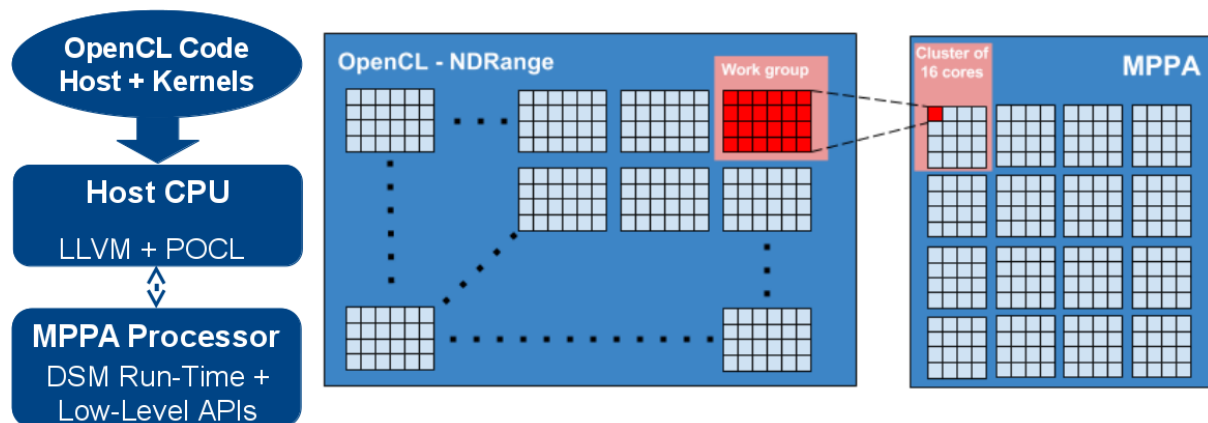 OpenCL Code
Host + Kernels
Host CPU
LLVM + POCL
MPPA Processor
DSM Run-Time +
Low-Level APIs
OpenCL - NDRange
Work group
Cluster of
16 cores
MPPA